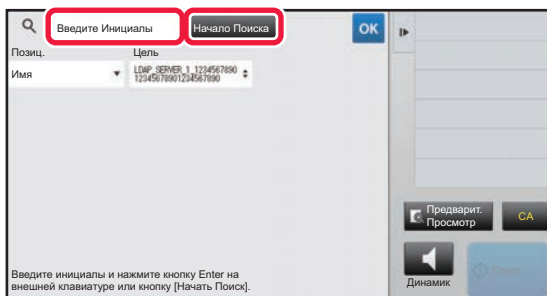 Введите Инициалы
Начало Поиска
OK
Позиц.
Цель
Имя
LDAP_SERVER_1_1234567890
12345678901234567890
Предварит.
Просмотр
CA
Динамик
Старт
Введите инициалы и нажмите кнопку Enter на
внешней клавиатуре или кнопку [Начать Поиск].